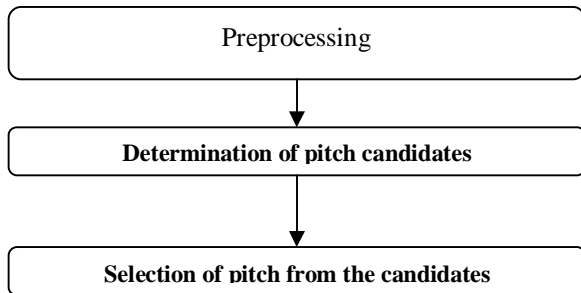 Preprocessing
Determination of pitch candidates
Selection of pitch from the candidates